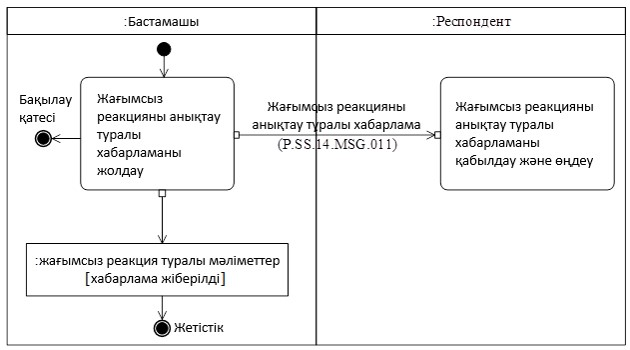 :Бастамашы
:Респондент
Бақылау
қатесі
Жағымсыз
реакцияны анықтау
туралы
хабарламаны
жолдау
Жағымсыз реакцияны
анықтау туралы хабарлама
(P.SS.14.MSG.011)
Жағымсыз реакцияны
анықтау туралы
хабарламаны
қабылдау және өңдеу
:жағымсыз реакция туралы мәліметтер
[хабарлама жіберілді]
Жетістік